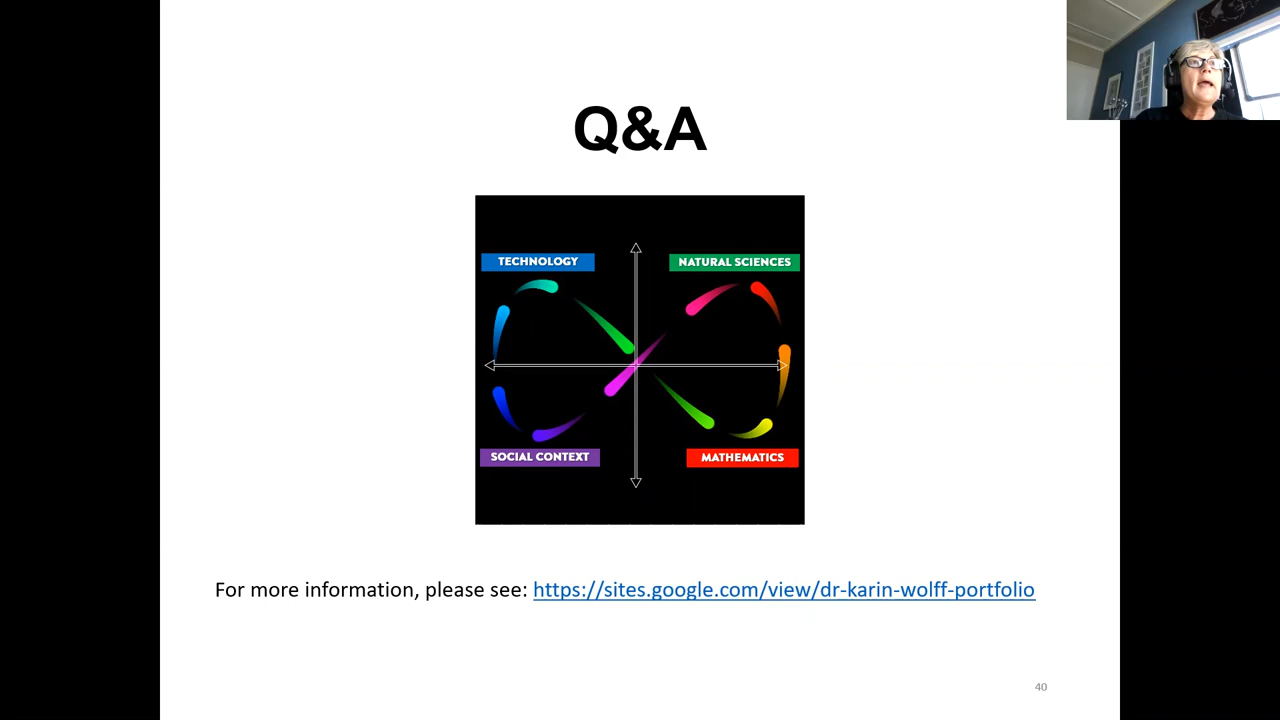 Q&A
TECHNOLOGY
NATURAL SCIENCES
SOCIAL CONTEXT
MATHEMATICS
For more information, please see: https://sites.google.com/view/dr-karin-wolff-portfolio
40